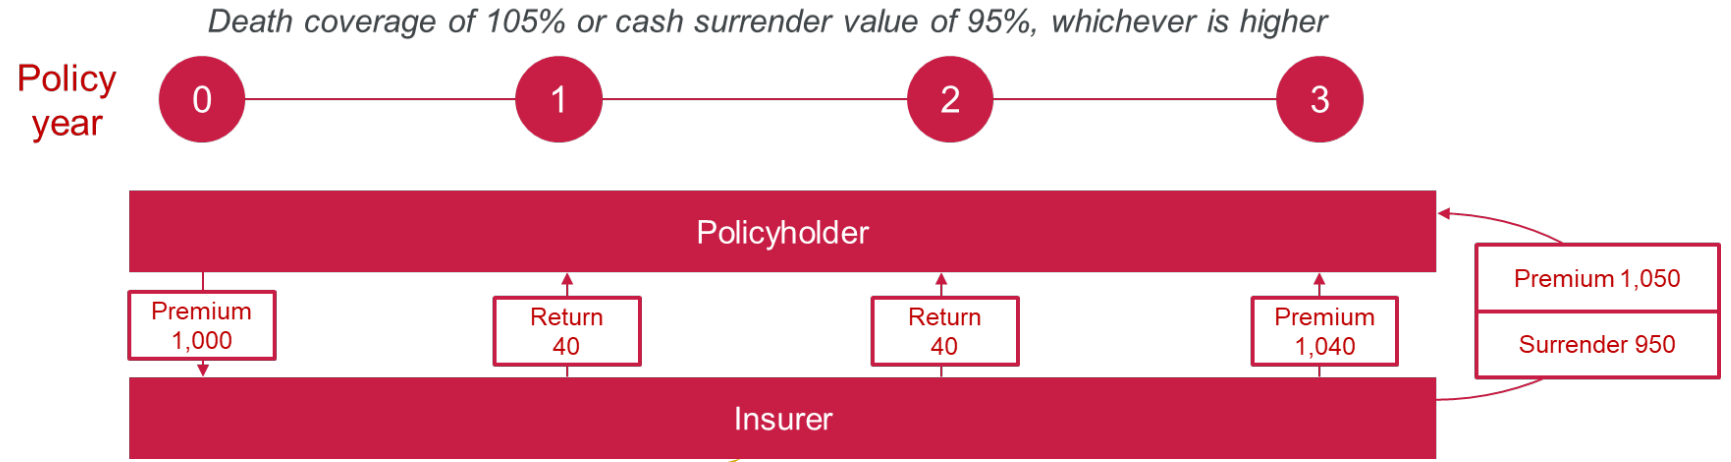 Death coverage of 105% or cash surrender value of 95%, whichever is higher
Policy
year
0
1
2
3
Policyholder
Premium
1,000
Return
40
Return
40
Premium
1,040
Premium 1,050
Surrender 950
Insurer